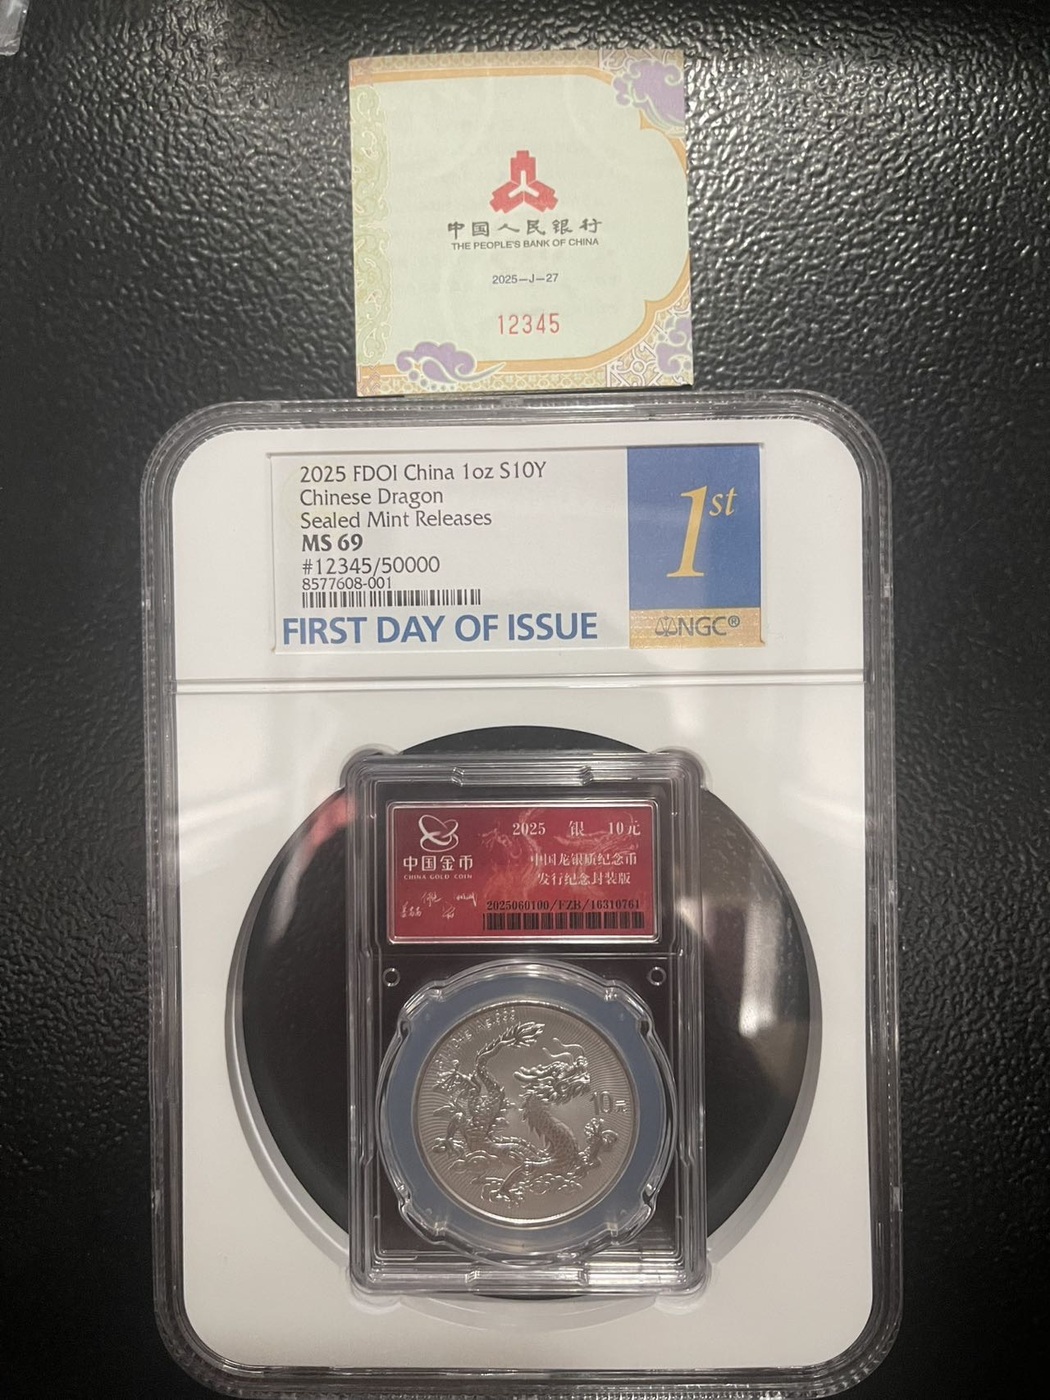 中国人民银行
THE PEOPLE'S BANK OF CHINA
2025—J—27
12345
2025 FDOI China 1oz S10Y
Chinese Dragon
Sealed Mint Releases
MS 69
#12345/50000
8577608-001
FIRST DAY OF ISSUE
1st
NGC®
中国金币
CHINA GOLD COIN
2025 银 10元
中国龙银质纪念币
发行纪念封装版
2025060100/FZB/16310761
10元